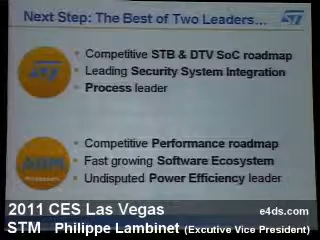 Next Step: The Best of Two Leaders...
Competitive STB & DTV SoC roadmap
Leading Security System Integration
Process leader
Competitive Performance roadmap
Fast growing Software Ecosystem
Undisputed Power Efficiency leader
2011 CES Las Vegas
e4ds.com
STM Philippe Lambinet (Excutive Vice President)